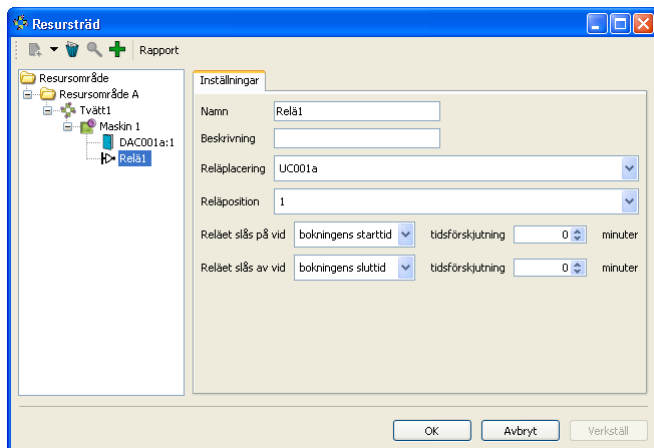 Resursträd
Rapport
Resursområde
Resursområde A
Tvätt1
Maskin 1
DAC001a:1
Relä1
Inställningar
Namn Relä1
Beskrivning
Reläplacering UC001a
Reläposition 1
Reläet slås på vid bokningens starttid tidsförskjutning 0 minuter
Reläet slås av vid bokningens sluttid tidsförskjutning 0 minuter
OK Avbryt Verkställ